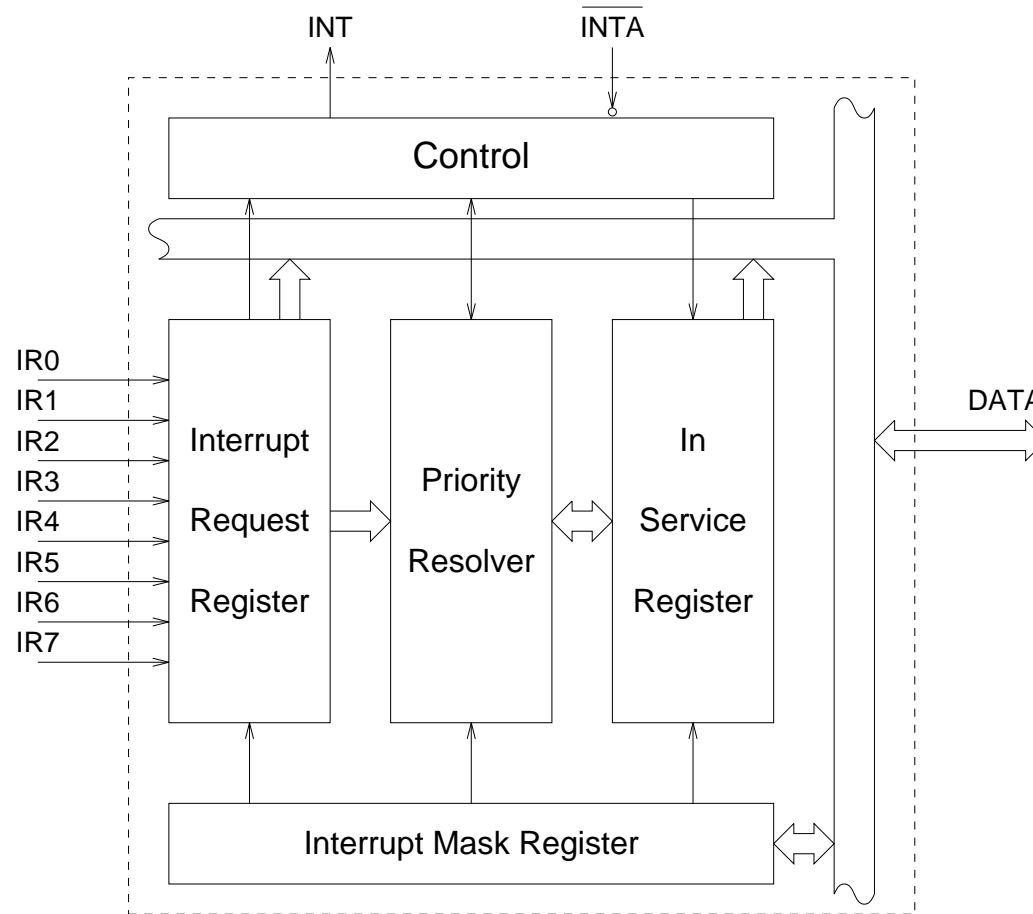 INT
INTA
Control
IR0
IR1
IR2
IR3
IR4
IR5
IR6
IR7
Interrupt
Request
Register
Priority
Resolver
In
Service
Register
DATA
Interrupt Mask Register